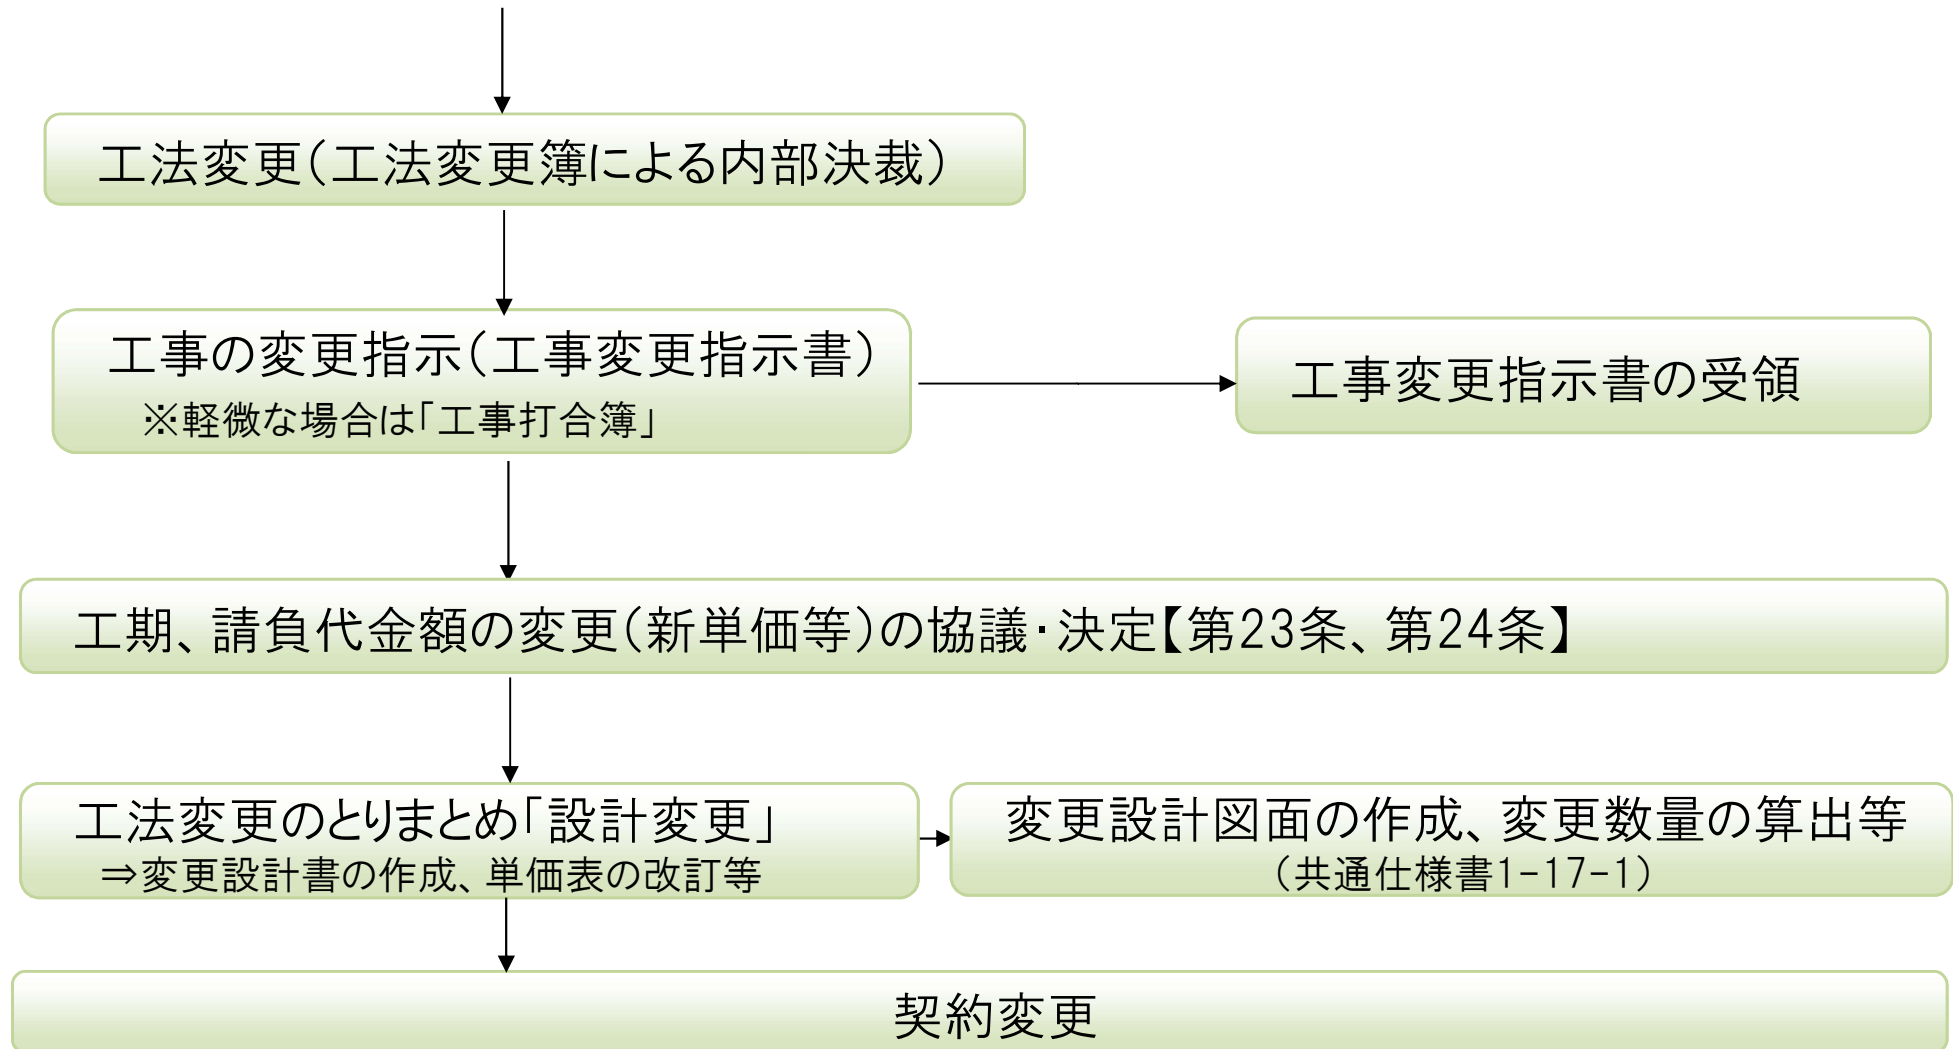 工法変更(工法変更簿による内部決裁)
工事の変更指示(工事変更指示書)
※軽微な場合は「工事打合簿」
工事変更指示書の受領
工期、請負代金額の変更(新単価等)の協議・決定【第23条、第24条】
工法変更のとりまとめ「設計変更」
⇒変更設計書の作成、単価表の改訂等
変更設計図面の作成、変更数量の算出等
(共通仕様書1-17-1)
契約変更